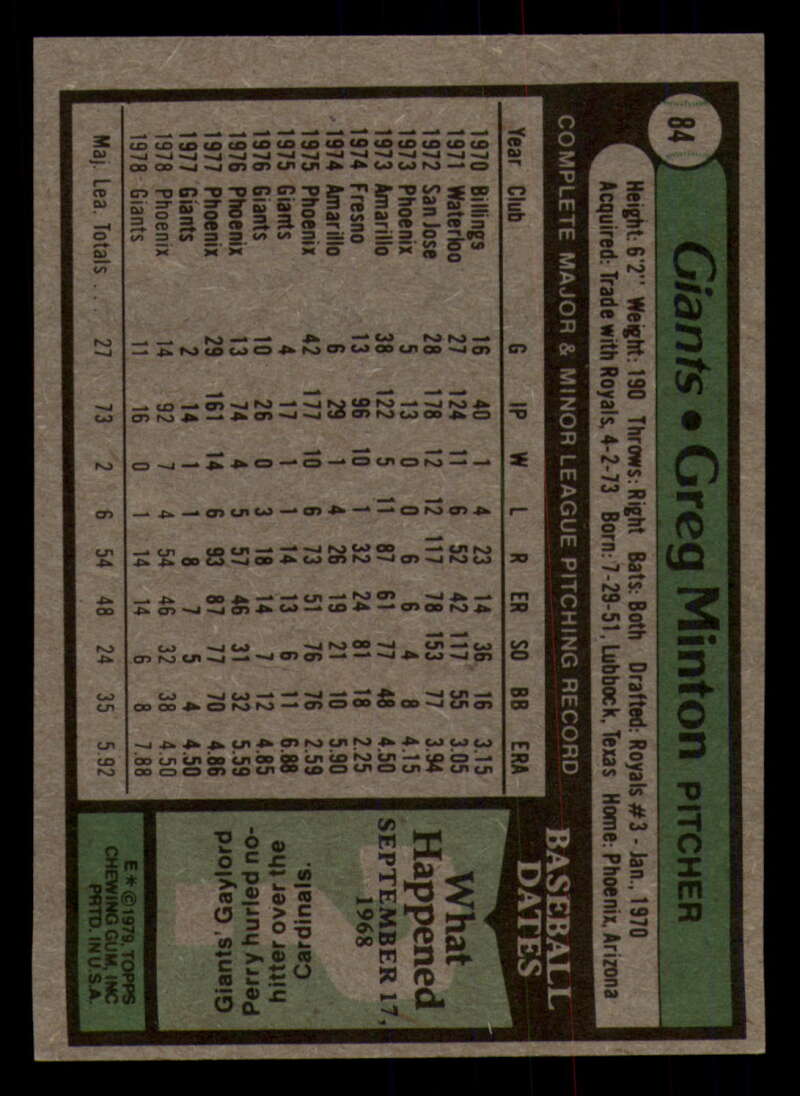 84
Giants • Greg Minton PITCHER
Height: 6'2" Weight: 190 Throws: Right Bats: Both Drafted: Royals #3 - Jan., 1970
Acquired: Trade with Royals, 4-2-73 Born: 7-29-51, Lubbock, Texas Home: Phoenix, Arizona
COMPLETE MAJOR & MINOR LEAGUE PITCHING RECORD
Year Club G IP W L R ER SO BB ERA
1970 Billings 16 40 1 4 23 14 36 16 3.15
1971 Waterloo 27 124 11 6 52 42 117 55 3.05
1972 San Jose 28 178 12 12 117 78 153 77 3.94
1973 Phoenix 5 13 0 0 6 6 4 8 4.15
1973 Amarillo 38 122 5 11 87 61 77 48 4.50
1974 Fresno 13 96 10 1 32 24 81 18 2.25
1974 Amarillo 6 29 1 4 26 19 21 10 5.90
1975 Phoenix 42 177 10 6 73 51 76 76 2.59
1975 Giants 4 17 1 1 14 13 6 11 6.88
1976 Giants 10 26 0 3 18 14 7 12 4.85
1976 Phoenix 13 74 4 5 57 46 31 32 5.59
1977 Phoenix 29 161 14 6 93 87 77 70 4.86
1977 Giants 2 14 1 1 8 7 5 4 4.50
1978 Phoenix 14 92 7 4 54 46 32 38 4.50
1978 Giants 11 16 0 1 14 14 6 8 7.88
Maj. Lea. Totals . . . 27 73 2 6 54 48 24 35 5.92
BASEBALL
DATES
What
Happened
SEPTEMBER 17,
1968
Giants' Gaylord
Perry hurled no-
hitter over the
Cardinals.
E * © 1979, TOPPS
CHEWING GUM, INC
PRTD. IN U.S.A.